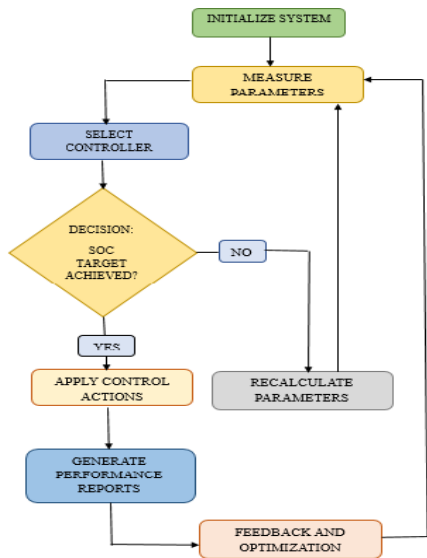 INITIALIZE SYSTEM
MEASURE
PARAMETERS
SELECT
CONTROLLER
DECISION:
SOC
TARGET
ACHIEVED?
NO
YES
APPLY CONTROL
ACTIONS
RECALCULATE
PARAMETERS
GENERATE
PERFORMANCE
REPORTS
FEEDBACK AND
OPTIMIZATION